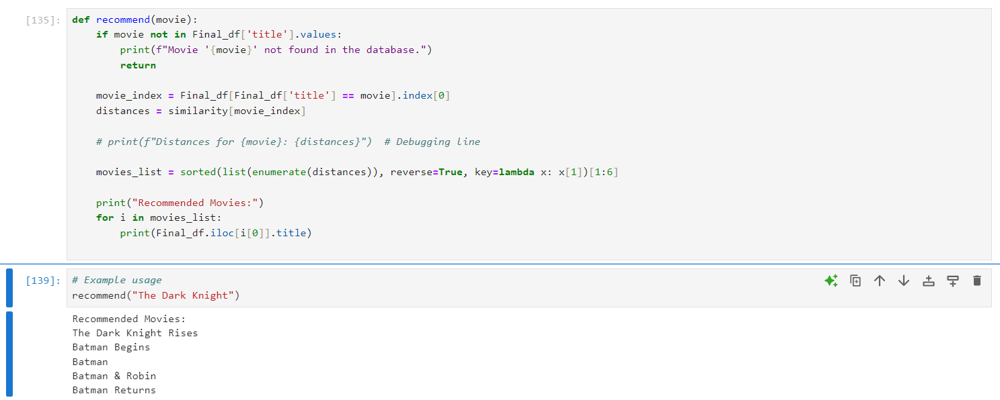 [135]:
def recommend(movie):
    if movie not in Final_df['title'].values:
        print(f"Movie '{movie}' not found in the database.")
        return

    movie_index = Final_df[Final_df['title'] == movie].index[0]
    distances = similarity[movie_index]

    # print(f"Distances for {movie}: {distances}")  # Debugging line

    movies_list = sorted(list(enumerate(distances)), reverse=True, key=lambda x: x[1])[1:6]

    print("Recommended Movies:")
    for i in movies_list:
        print(Final_df.iloc[i[0]].title)
[139]:
# Example usage
recommend("The Dark Knight")
Recommended Movies:
The Dark Knight Rises
Batman Begins
Batman
Batman & Robin
Batman Returns